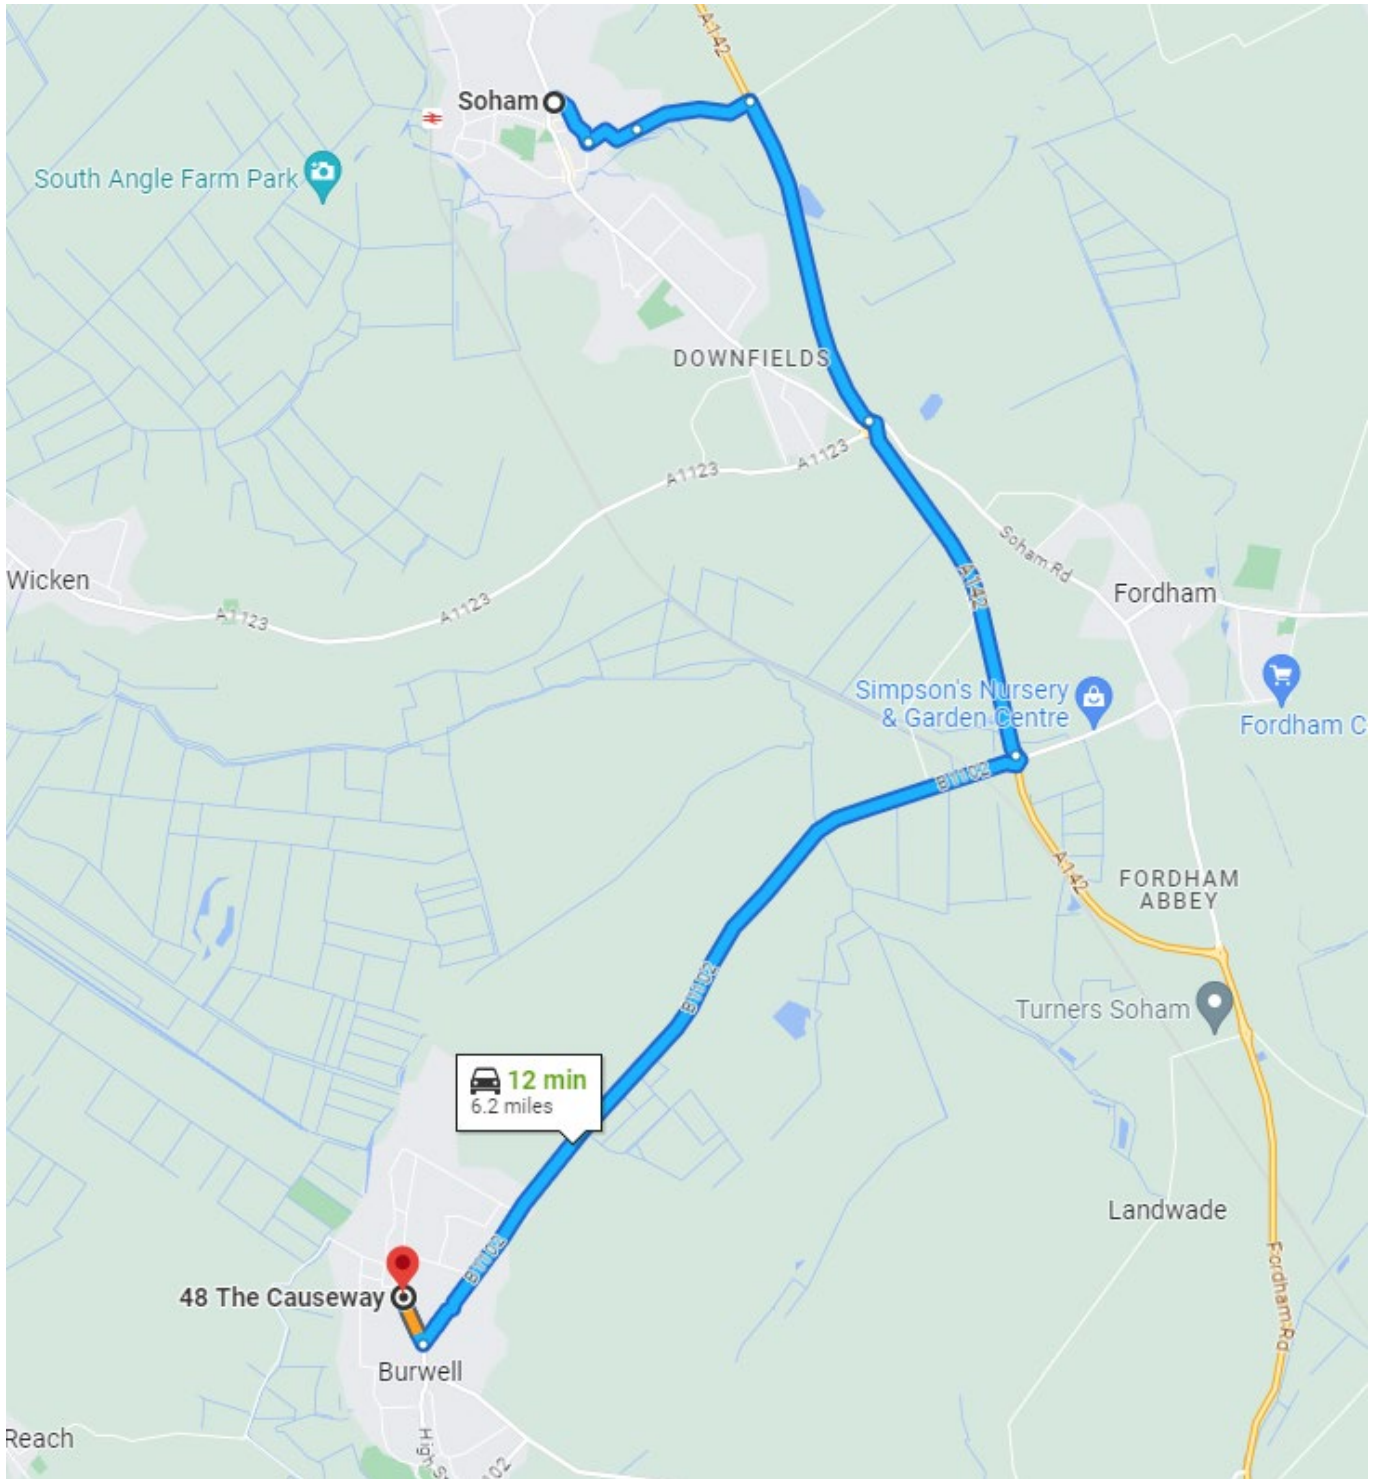 A142
Soham
South Angle Farm Park
DOWNFIELDS
A1123
A1123
Soham Rd
Wicken
A1123
A1123
A142
Fordham
Simpson's Nursery
& Garden Centre
Fordham C
B1102
A142
FORDHAM
ABBEY
B1102
Turners Soham
12 min
6.2 miles
Landwade
B1102
Fordham Rd
48 The Causeway
Burwell
Reach
High S
102